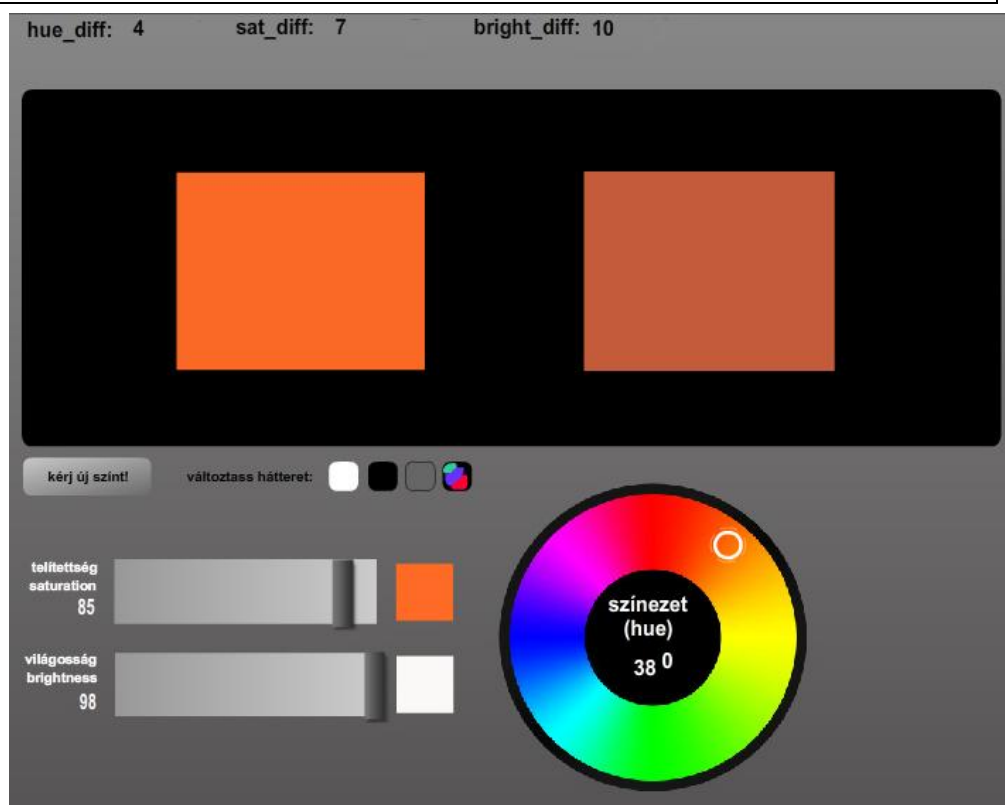 hue_diff: 4 sat_diff: 7 bright_diff: 10
kérj új színt! változtass hátteret:
telítettség
saturation
85
világosság
brightness
98
színezet
(hue)
38 0